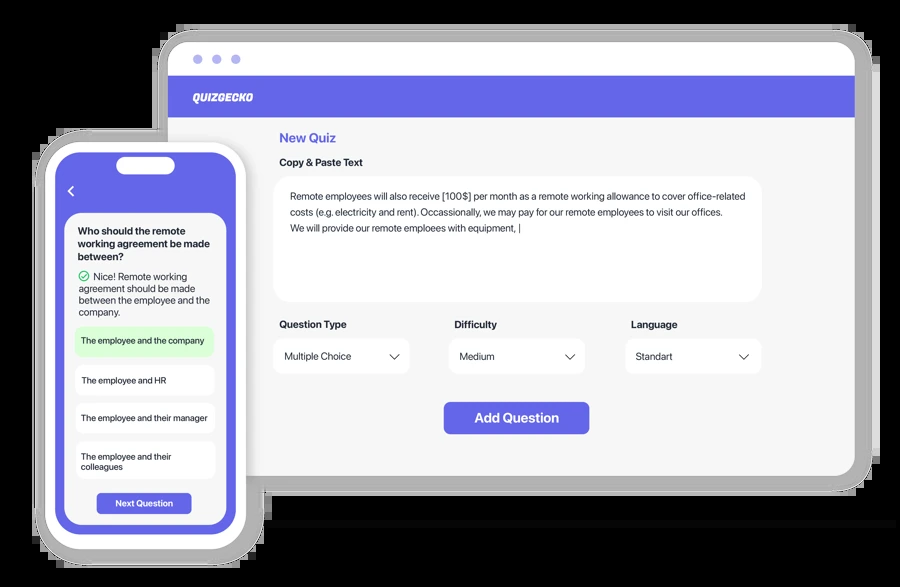 QUIZGECKO
New Quiz
Copy & Paste Text
Remote employees will also receive [100$] per month as a remote working allowance to cover office-related
costs (e.g. electricity and rent). Occassionally, we may pay for our remote employees to visit our offices.
We will provide our remote emploees with equipment, |
Question Type
Difficulty
Language
Multiple Choice
Medium
Standart
Add Question
Who should the remote
working agreement be made
between?
Nice! Remote working
agreement should be made
between the employee and the
company.
The employee and the company
The employee and HR
The employee and their manager
The employee and their
colleagues
Next Question